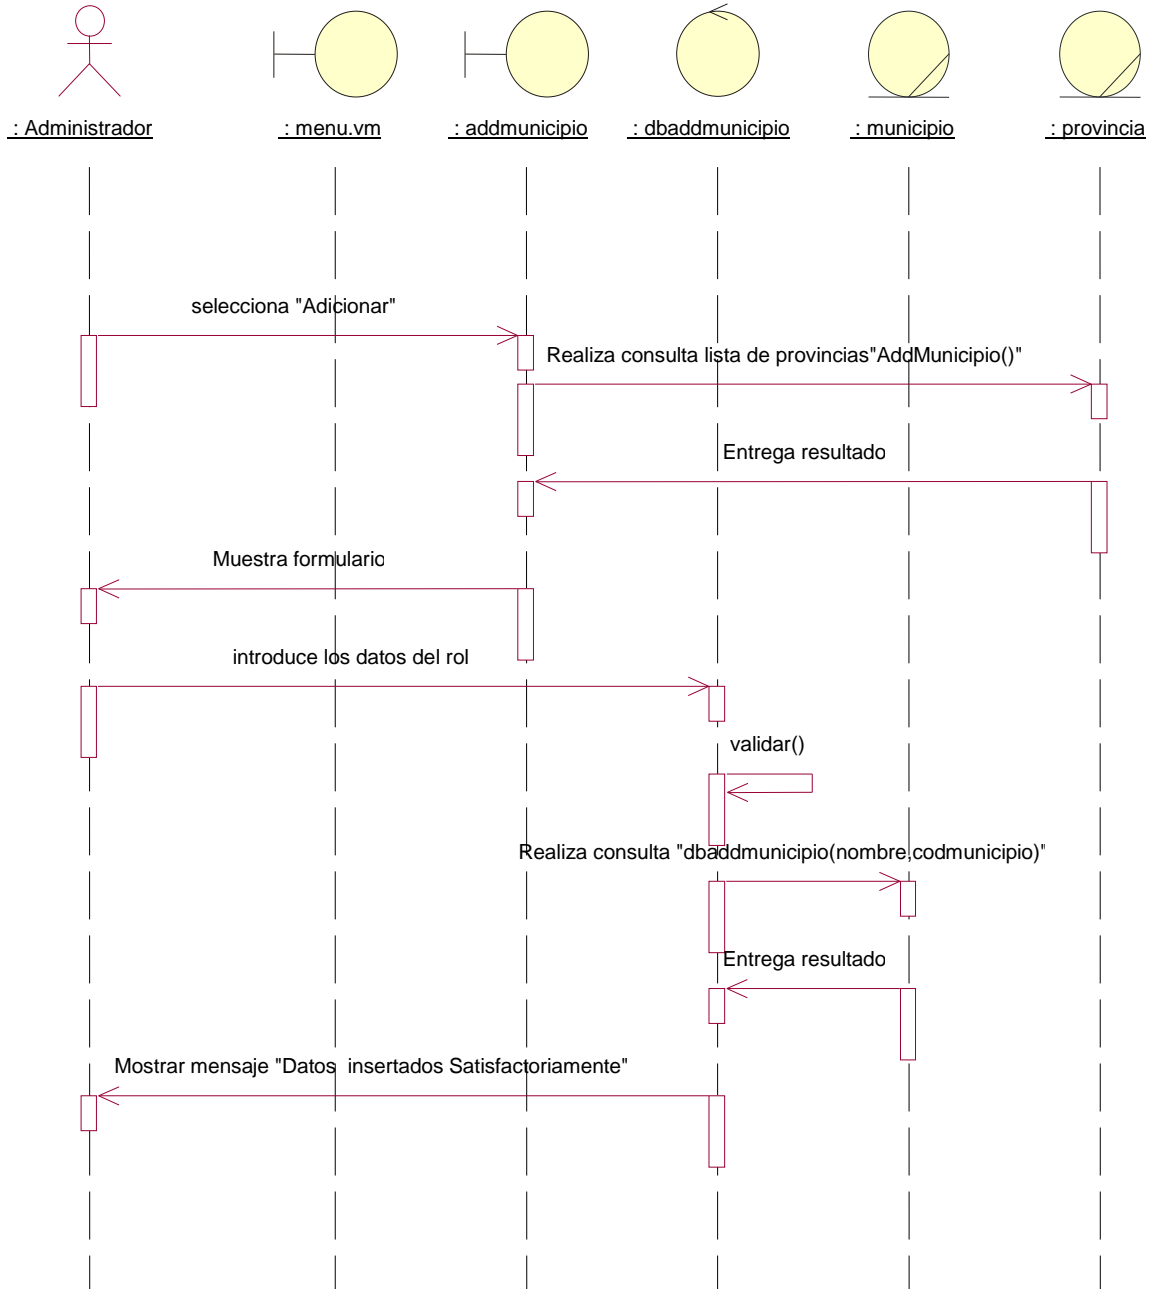 : Administrador
: menu.vm
: addmunicipio
: dbaddmunicipio
: municipio
: provincia
selecciona "Adicionar"
Realiza consulta lista de provincias"AddMunicipio()"
Entrega resultado
Muestra formulario
introduce los datos del rol
validar()
Realiza consulta "dbaddmunicipio(nombre,codmunicipio)"
Entrega resultado
Mostrar mensaje "Datos insertados Satisfactoriamente"